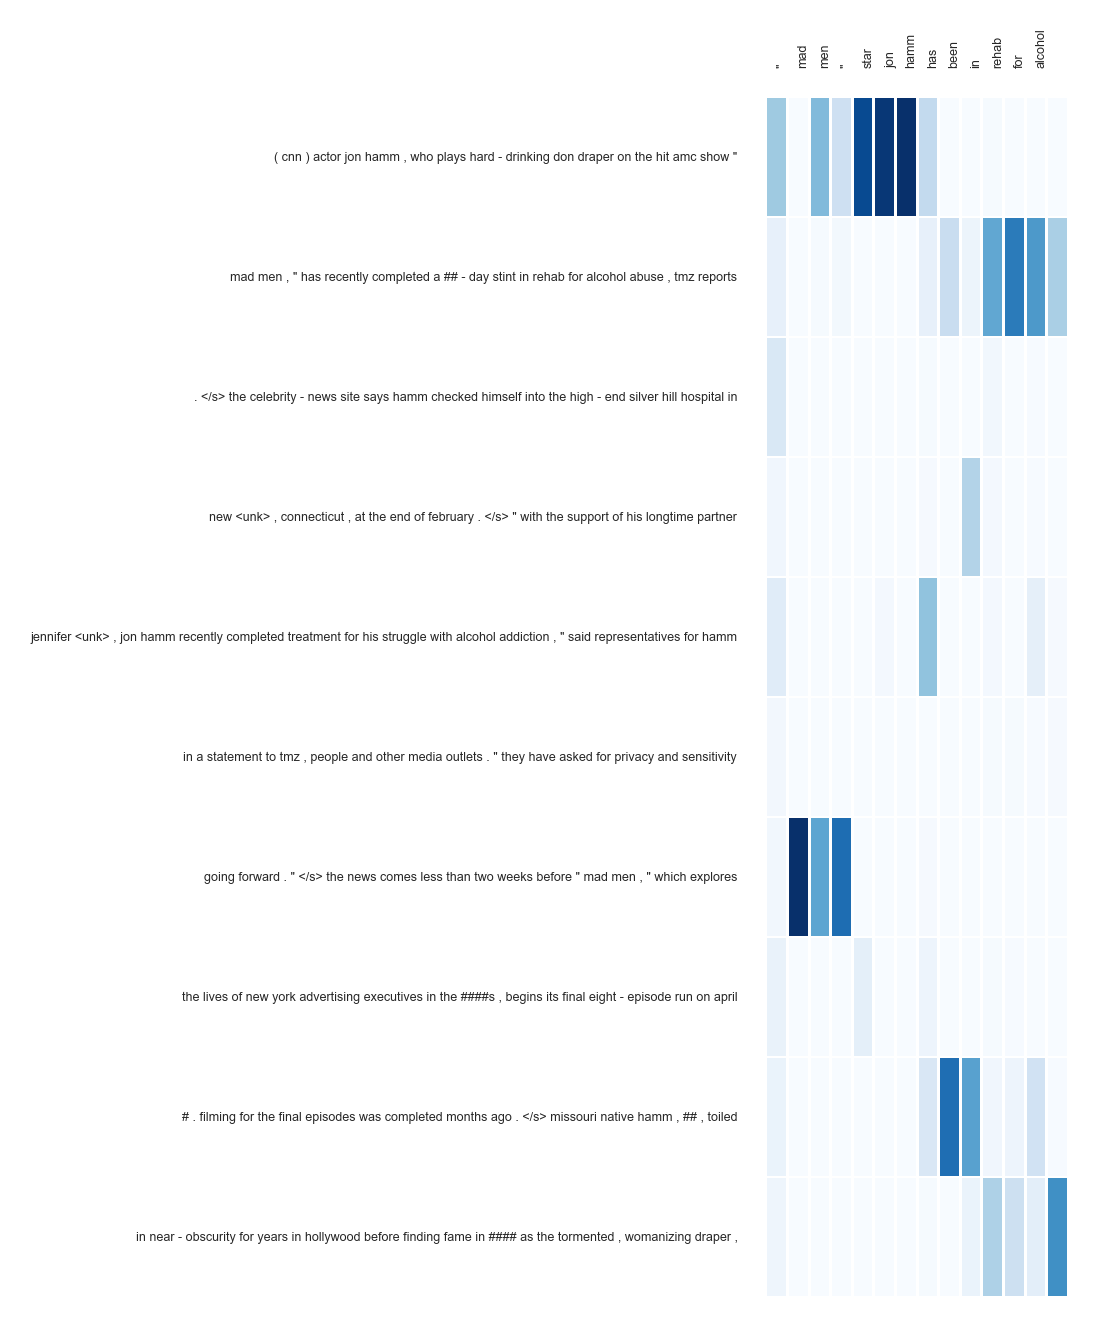 " mad men " star jon hamm has been in rehab for alcohol
( cnn ) actor jon hamm , who plays hard - drinking don draper on the hit amc show "
mad men , " has recently completed a ## - day stint in rehab for alcohol abuse , tmz reports
. </s> the celebrity - news site says hamm checked himself into the high - end silver hill hospital in
new <unk> , connecticut , at the end of february . </s> " with the support of his longtime partner
jennifer <unk> , jon hamm recently completed treatment for his struggle with alcohol addiction , " said representatives for hamm
in a statement to tmz , people and other media outlets . " they have asked for privacy and sensitivity
going forward . " </s> the news comes less than two weeks before " mad men , " which explores
the lives of new york advertising executives in the ####s , begins its final eight - episode run on april
# . filming for the final episodes was completed months ago . </s> missouri native hamm , ## , toiled
in near - obscurity for years in hollywood before finding fame in #### as the tormented , womanizing draper ,